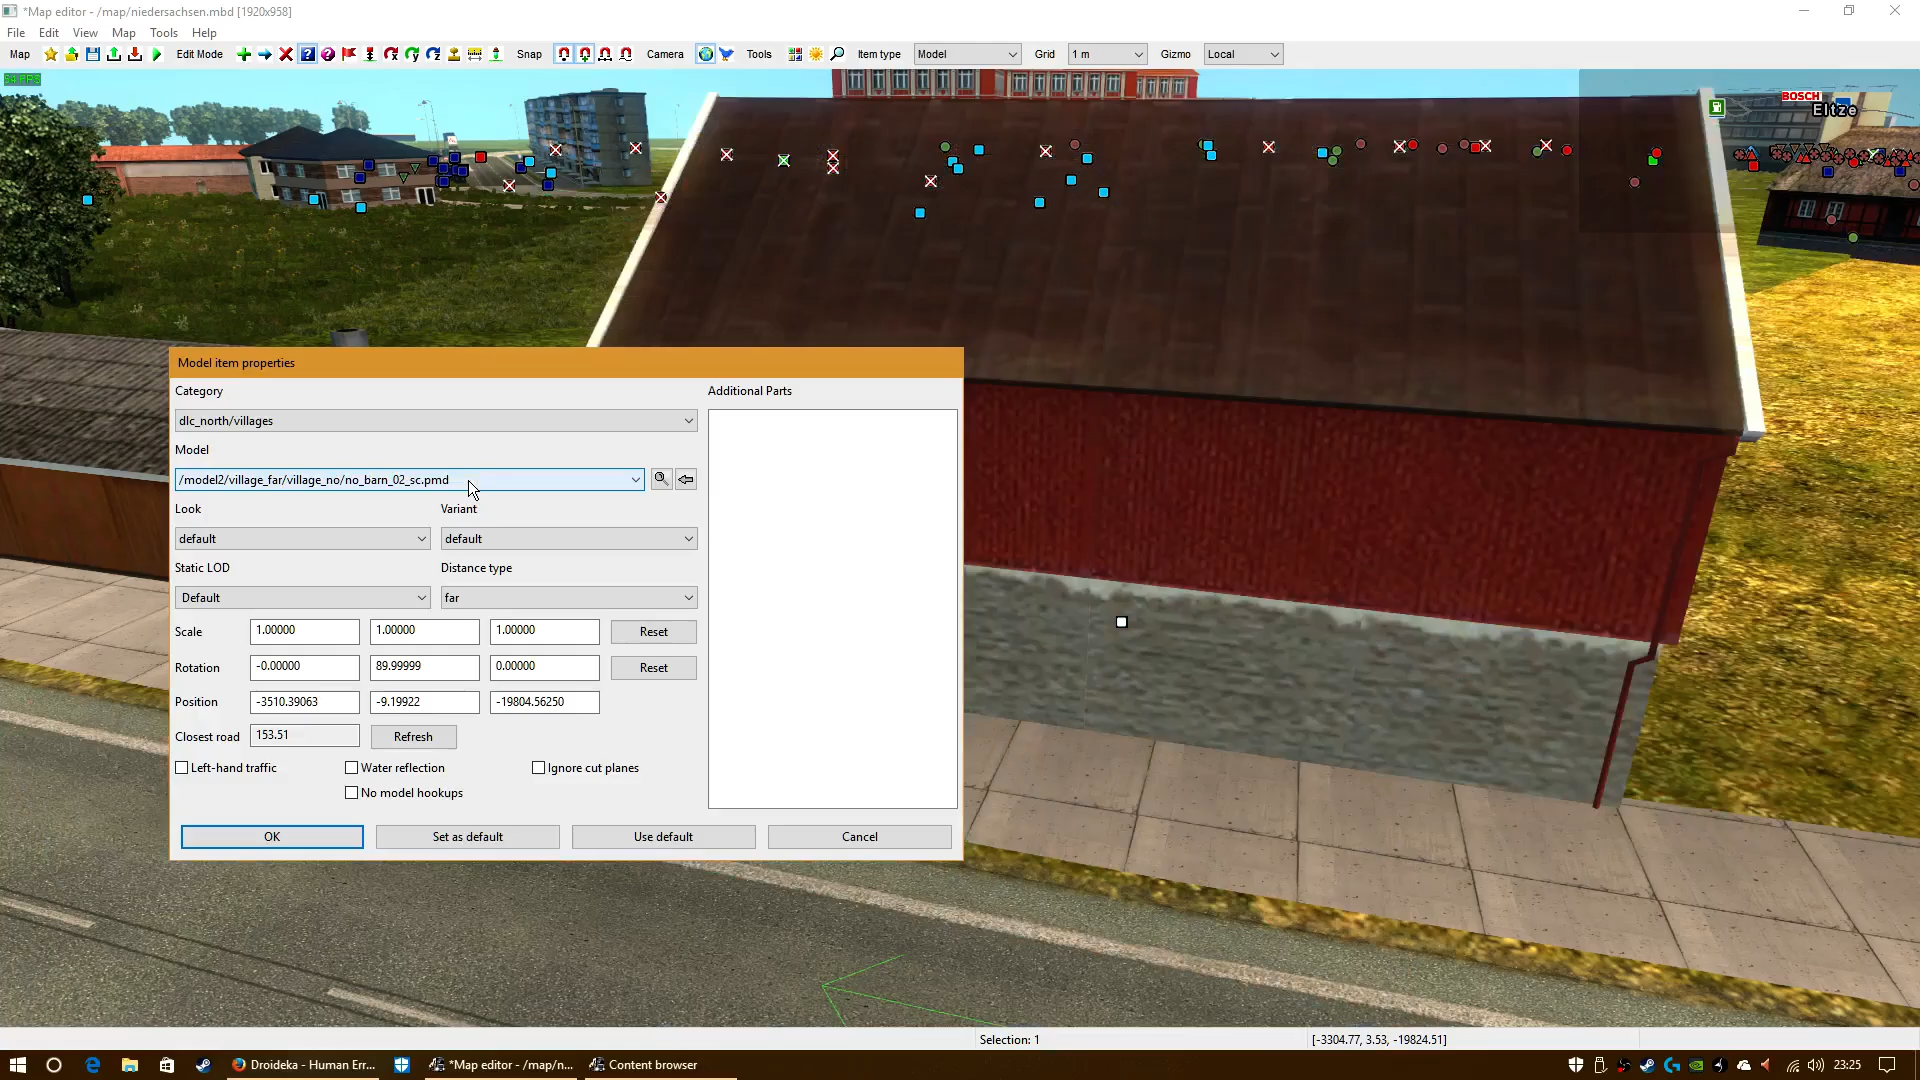 *Map editor - /map/niedersachsen.mbd [1920x958]
File Edit View Map Tools Help
Map Edit Mode Snap Camera Tools Item type Model Grid 1 m Gizmo Local
94 FPS
BOSCH
Eltze
Model item properties
Category
Additional Parts
dlc_north/villages
Model
/model2/village_far/village_no/no_barn_02_sc.pmd
Look Variant
default default
Static LOD Distance type
Default far
Scale 1.00000 1.00000 1.00000 Reset
Rotation -0.00000 89.99999 0.00000 Reset
Position -3510.39063 -9.19922 -19804.56250
Closest road 153.51 Refresh
Left-hand traffic Water reflection Ignore cut planes
No model hookups
OK Set as default Use default Cancel
Selection: 1 [-3304.77, 3.53, -19824.51]
Droideka - Human Err... *Map editor - /map/n... Content browser 23:25